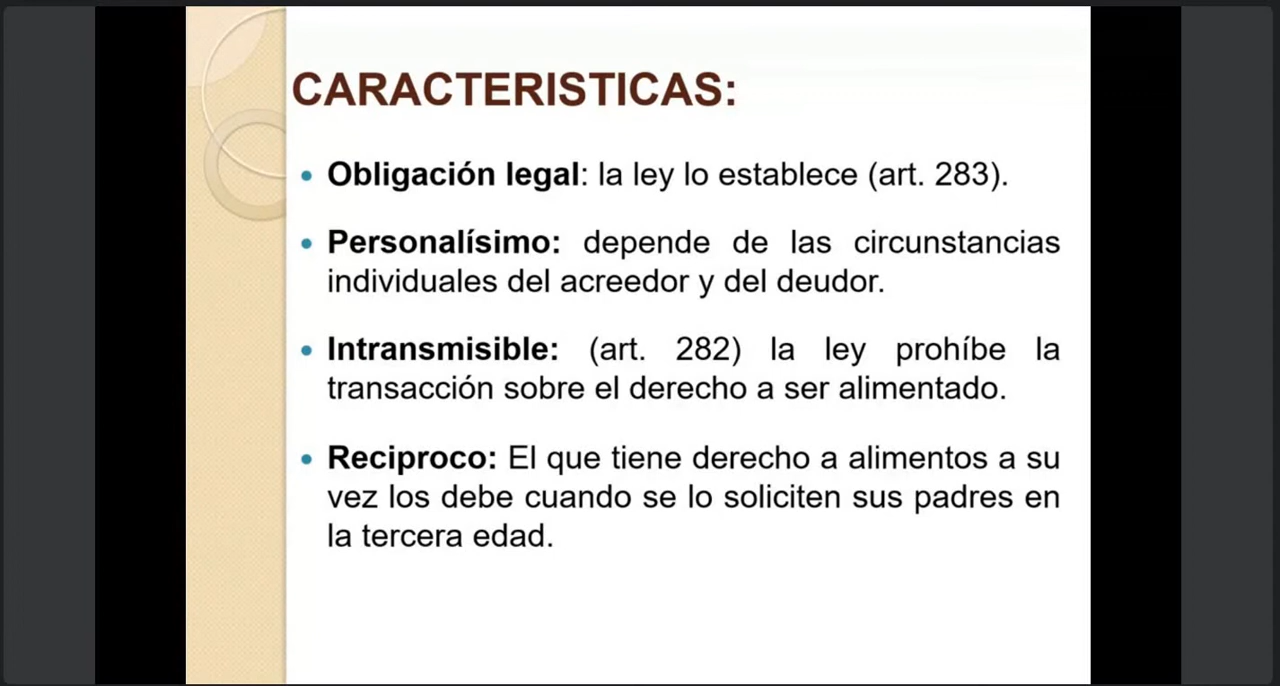 CARACTERISTICAS:
• Obligación legal: la ley lo establece (art. 283).
• Personalísimo: depende de las circunstancias
individuales del acreedor y del deudor.
• Intransmisible: (art. 282) la ley prohíbe la
transacción sobre el derecho a ser alimentado.
• Reciproco: El que tiene derecho a alimentos a su
vez los debe cuando se lo soliciten sus padres en
la tercera edad.